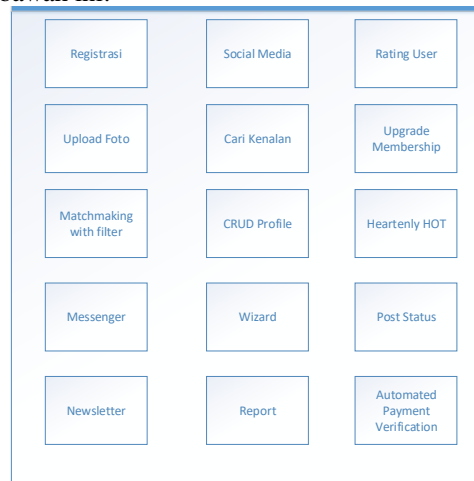 Registrasi
Social Media
Rating User
Upload Foto
Cari Kenalan
Upgrade
Membership
Matchmaking
with filter
CRUD Profile
Heartenly HOT
Messenger
Wizard
Post Status
Newsletter
Report
Automated
Payment
Verification